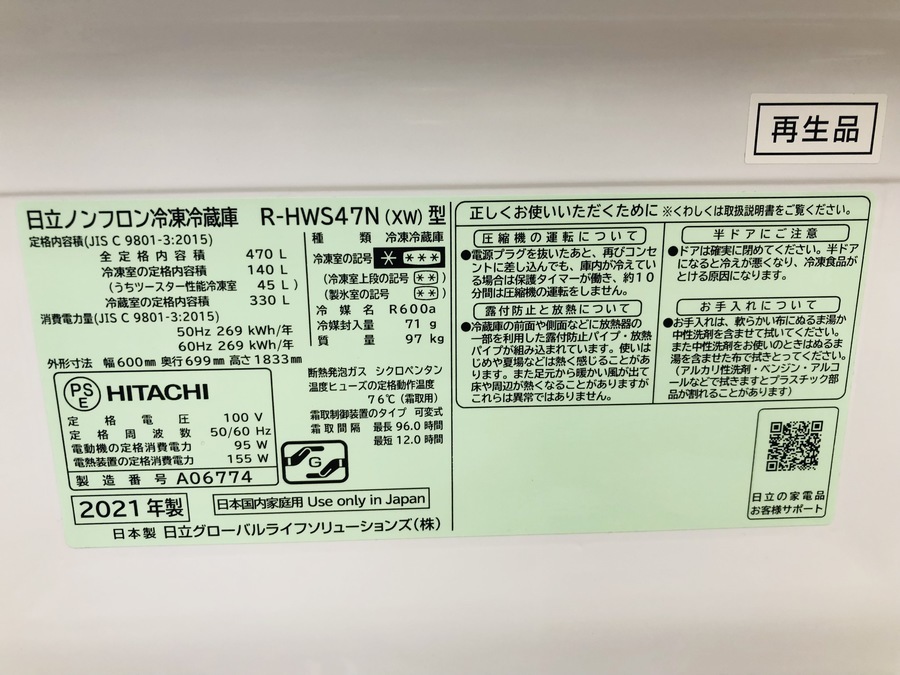 再生品
日立ノンフロン冷凍冷蔵庫 R-HWS47N(XW)型
定格内容積(JIS C 9801-3:2015)
全定格内容積 470 L
冷凍室の定格内容積 140 L
(うちツースター性能冷凍室 45 L)
冷蔵室の定格内容積 330 L
消費電力量(JIS C 9801-3:2015)
50Hz 269 kWh/年
60Hz 269 kWh/年
外形寸法 幅600mm 奥行699mm 高さ1833mm
種類 冷凍冷蔵庫
冷凍室の記号 * ***
(冷凍室上段の記号 **)
(製氷室の記号 **)
冷媒名 R600a
冷媒封入量 71 g
質量 97 kg
断熱発泡ガス シクロペンタン
温度ヒューズの定格動作温度
76℃(霜取用)
霜取制御装置のタイプ 可変式
霜取間隔 最長96.0時間
最短12.0時間
PSE HITACHI
定格電圧 100 V
定格周波数 50/60 Hz
電動機の定格消費電力 95 W
電熱装置の定格消費電力 155 W
製造番号 A06774
G
2021年製
日本国内家庭用 Use only in Japan
日本製 日立グローバルライフソリューションズ(株)
正しくお使いいただくために ※くわしくは取扱説明書をご覧ください。
圧縮機の運転について
●電源プラグを抜いたあと、再びコンセ
ントに差し込んでも、庫内が冷えてい
る場合は保護タイマーが働き、約10
分間は圧縮機の運転をしません。
露付防止と放熱について
●冷蔵庫の前面や側面などに放熱器の
一部を利用した露付防止パイプ・放熱
パイプが組み込まれています。使いは
じめや夏場などは熱く感じることがあ
ります。また足元から暖かい風が出て
床や周辺が熱くなることがありますが
これらは異常ではありません。
半ドアにご注意
●ドアは確実に閉めてください。半ドア
になると冷えが悪くなり、冷凍食品が
とける原因になります。
お手入れについて
●お手入れは、軟らかい布にぬるま湯か
中性洗剤を含ませて拭いてください。
また中性洗剤をお使いのときはぬるま
湯を含ませた布で拭きとってください。
(アルカリ性洗剤・ベンジン・アルコー
ルなどで拭きますとプラスチック部
品が割れることがあります)
日立の家電品
お客様サポート